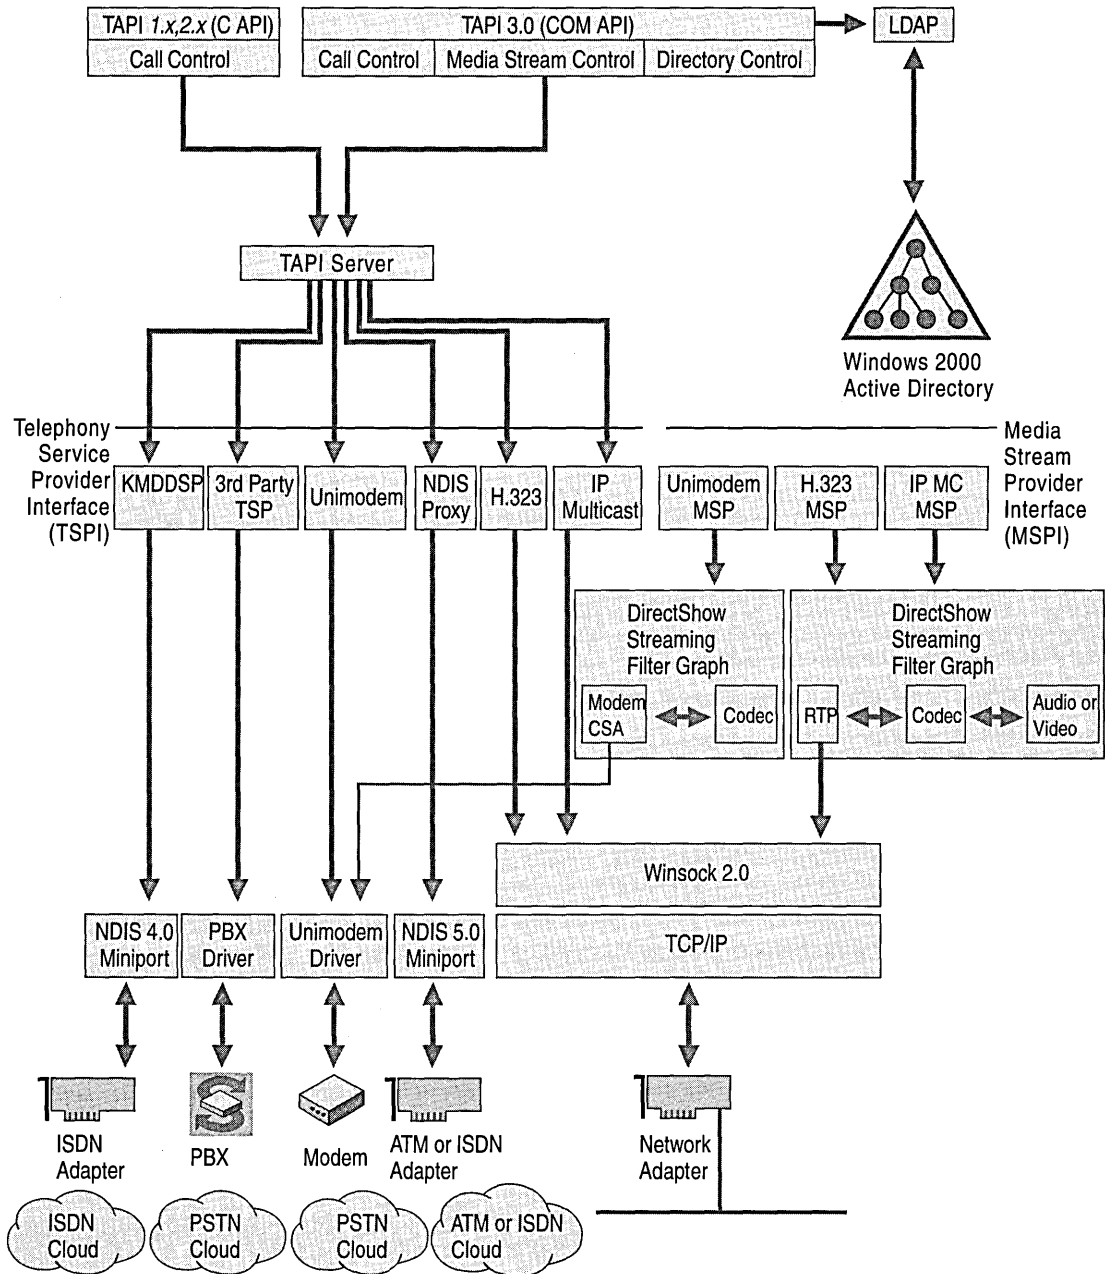 TAPI 1.x,2.x (C API)
Call Control
TAPI 3.0 (COM API)
Call Control
Media Stream Control
Directory Control
LDAP
TAPI Server
Windows 2000
Active Directory
Telephony
Service
Provider
Interface
(TSPI)
Media
Stream
Provider
Interface
(MSPI)
KMDDSP
3rd Party
TSP
Unimodem
NDIS
Proxy
H.323
IP
Multicast
Unimodem
MSP
H.323
MSP
IP MC
MSP
DirectShow
Streaming
Filter Graph
Modem
CSA
Codec
DirectShow
Streaming
Filter Graph
RTP
Codec
Audio or
Video
Winsock 2.0
NDIS 4.0
Miniport
PBX
Driver
Unimodem
Driver
NDIS 5.0
Miniport
TCP/IP
ISDN
Adapter
PBX
Modem
ATM or ISDN
Adapter
Network
Adapter
ISDN
Cloud
PSTN
Cloud
PSTN
Cloud
ATM or ISDN
Cloud